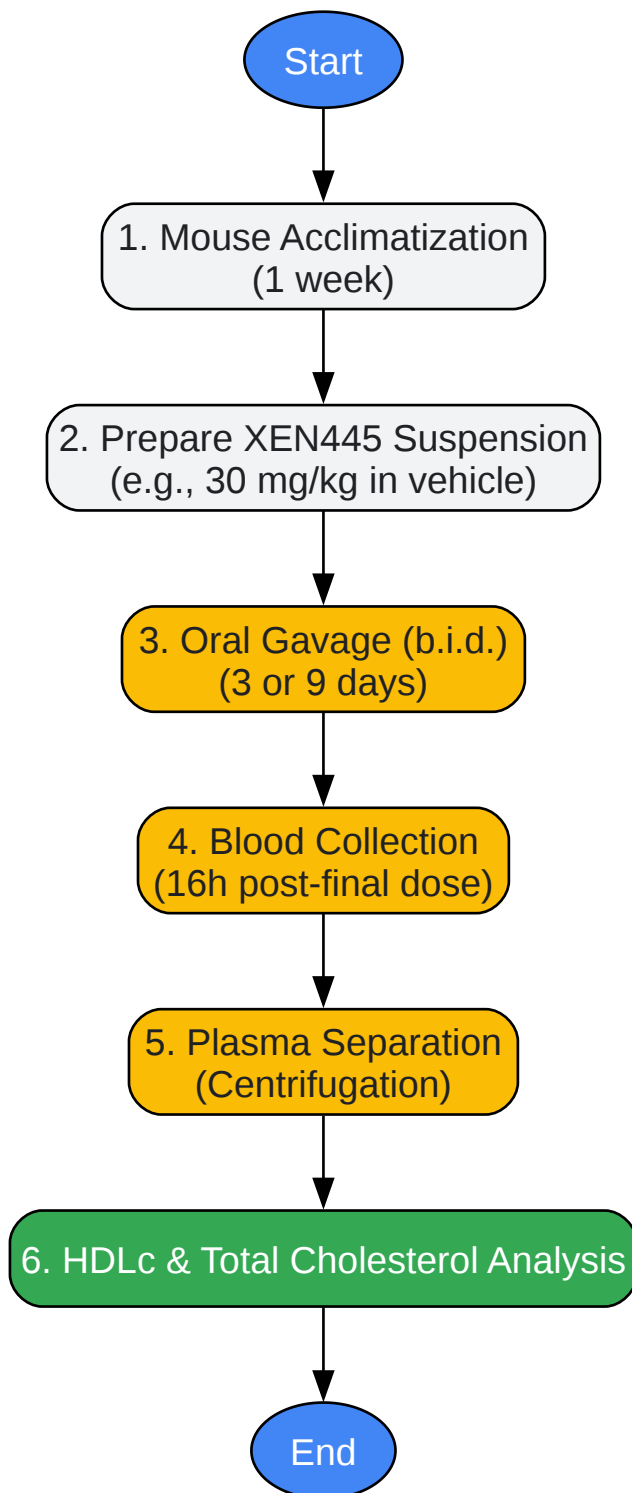 Start
1. Mouse Acclimatization
(1 week)
2. Prepare XEN445 Suspension
(e.g., 30 mg/kg in vehicle)
3. Oral Gavage (b.i.d.)
(3 or 9 days)
4. Blood Collection
(16h post-final dose)
5. Plasma Separation
(Centrifugation)
6. HDLc & Total Cholesterol Analysis
End